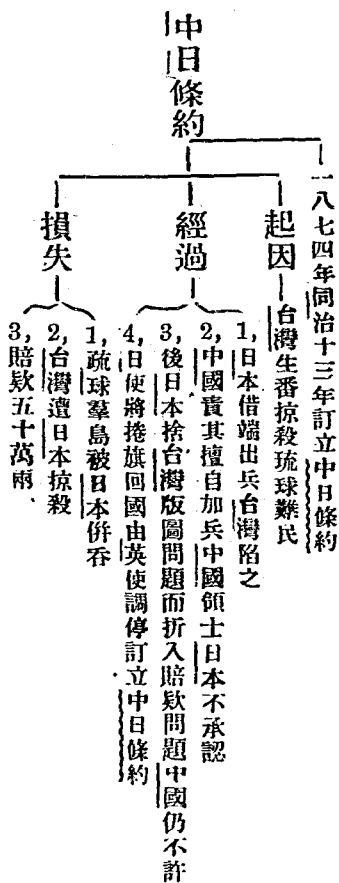 中日條約
一八七四年同治十三年訂立中日條約
起因
台灣生番掠殺琉球難民
經過
1,日本借端出兵台灣陷之
2,中國責其擅自加兵中國領士日本不承認
3,後日本捨台灣版圖問題而折入賠欵問題中國仍不許
4,日使將捲旗回國由英使調停訂立中日條約
損失
1,疏球羣島被日本併吞
2,台灣遭日本掠殺
3,賠欵五十萬兩、